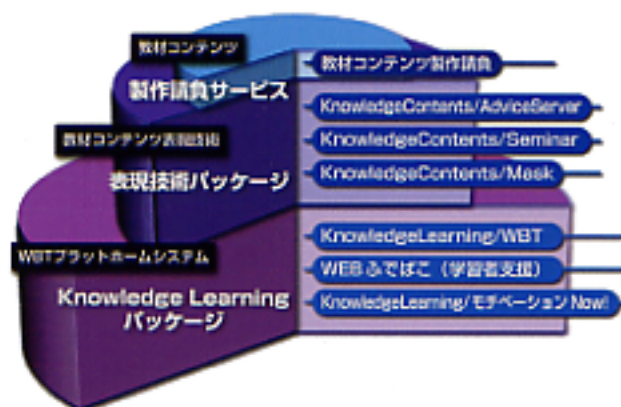 教材コンテンツ
製作請負サービス
教材コンテンツ製作請負
教材コンテンツ表現技術
表現技術パッケージ
KnowledgeContents/AdviceServer
KnowledgeContents/Seminar
KnowledgeContents/Mask
WBTプラットホームシステム
Knowledge Learning
パッケージ
KnowledgeLearning/WBT
WEBふでばこ（学習者支援）
KnowledgeLearning/モチベーションNow!